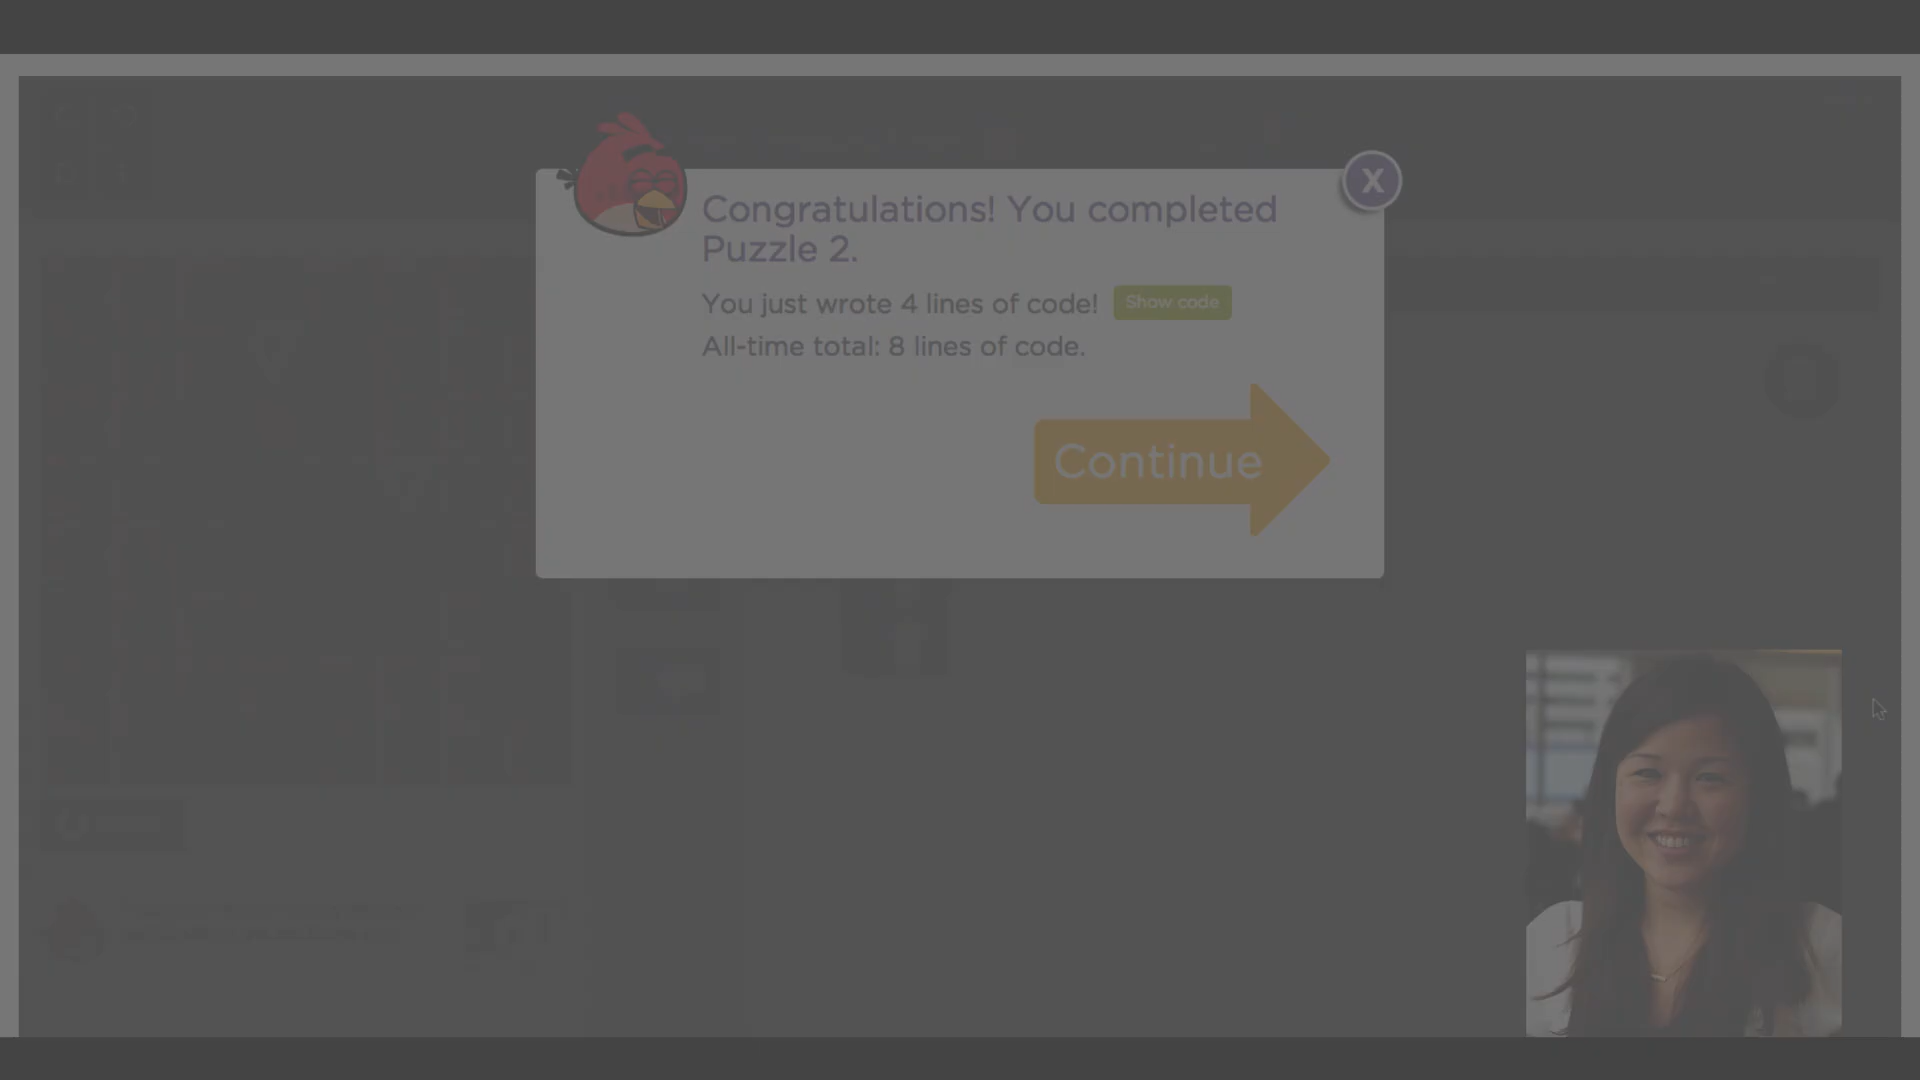 X
Congratulations! You completed
Puzzle 2.
You just wrote 4 lines of code! Show code
All-time total: 8 lines of code.
Continue